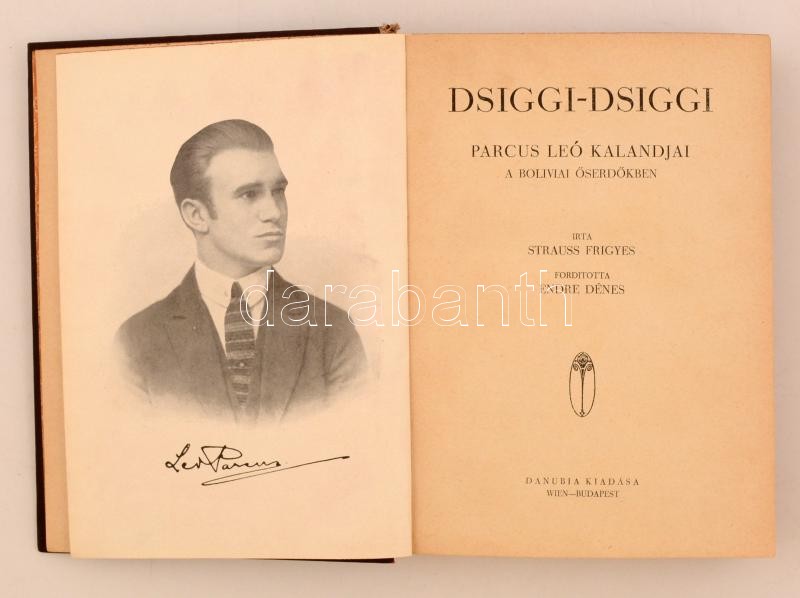 Leo Parcus
DSIGGI-DSIGGI
PARCUS LEÓ KALANDJAI
A BOLIVIAI ŐSERDŐKBEN
IRTA
STRAUSS FRIGYES
FORDITOTTA
ENDRE DÉNES
DANUBIA KIADÁSA
WIEN—BUDAPEST
darabanth